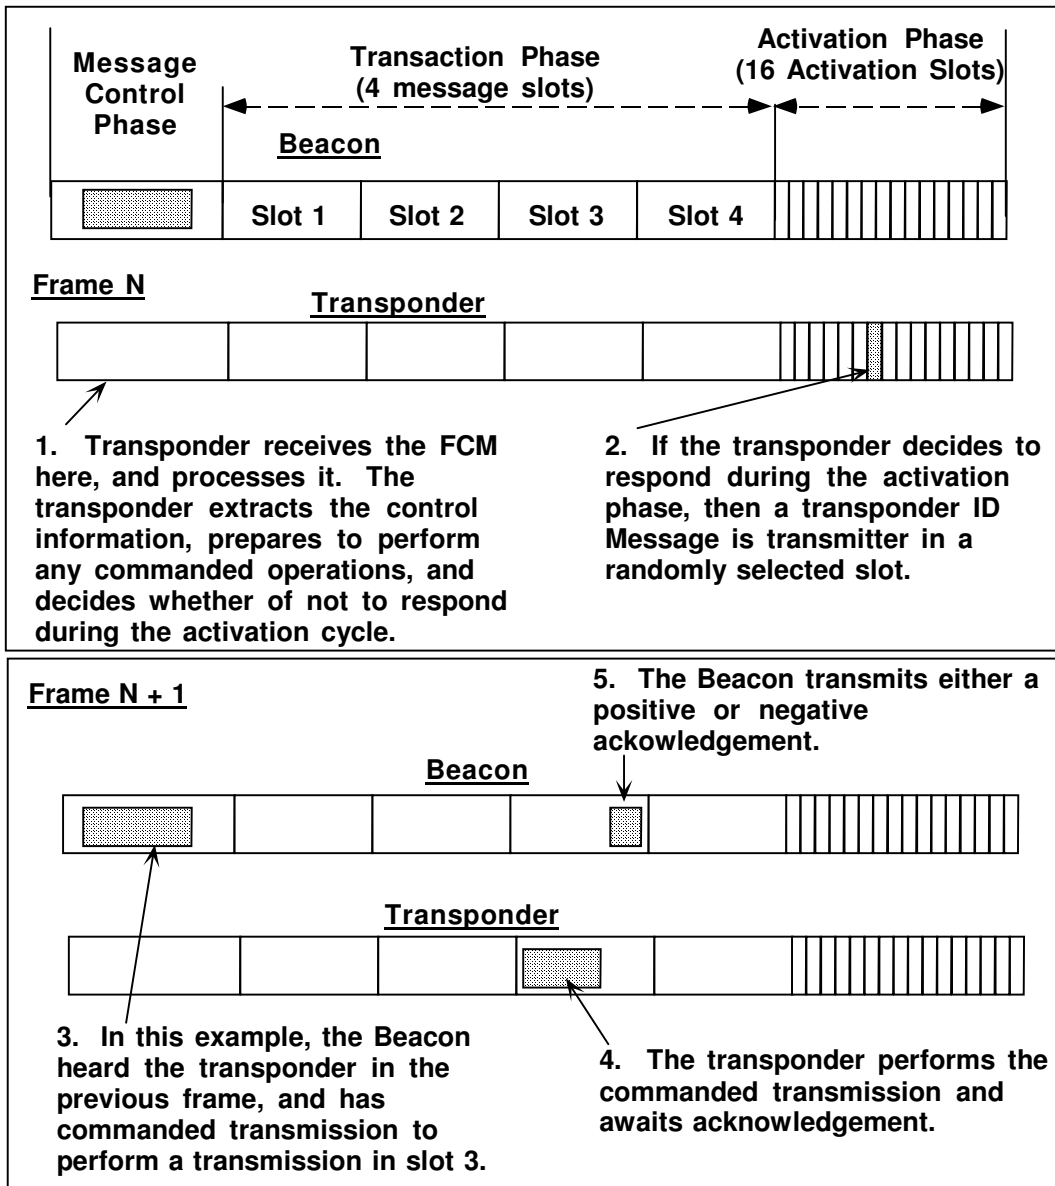 Message
Control
Phase
Transaction Phase
(4 message slots)
Activation Phase
(16 Activation Slots)
Beacon
Slot 1
Slot 2
Slot 3
Slot 4
Frame N
Transponder
1. Transponder receives the FCM
here, and processes it. The
transponder extracts the control
information, prepares to perform
any commanded operations, and
decides whether of not to respond
during the activation cycle.
2. If the transponder decides to
respond during the activation
phase, then a transponder ID
Message is transmitter in a
randomly selected slot.
Frame N + 1
5. The Beacon transmits either a
positive or negative
ackowledgement.
Beacon
Transponder
3. In this example, the Beacon
heard the transponder in the
previous frame, and has
commanded transmission to
perform a transmission in slot 3.
4. The transponder performs the
commanded transmission and
awaits acknowledgement.